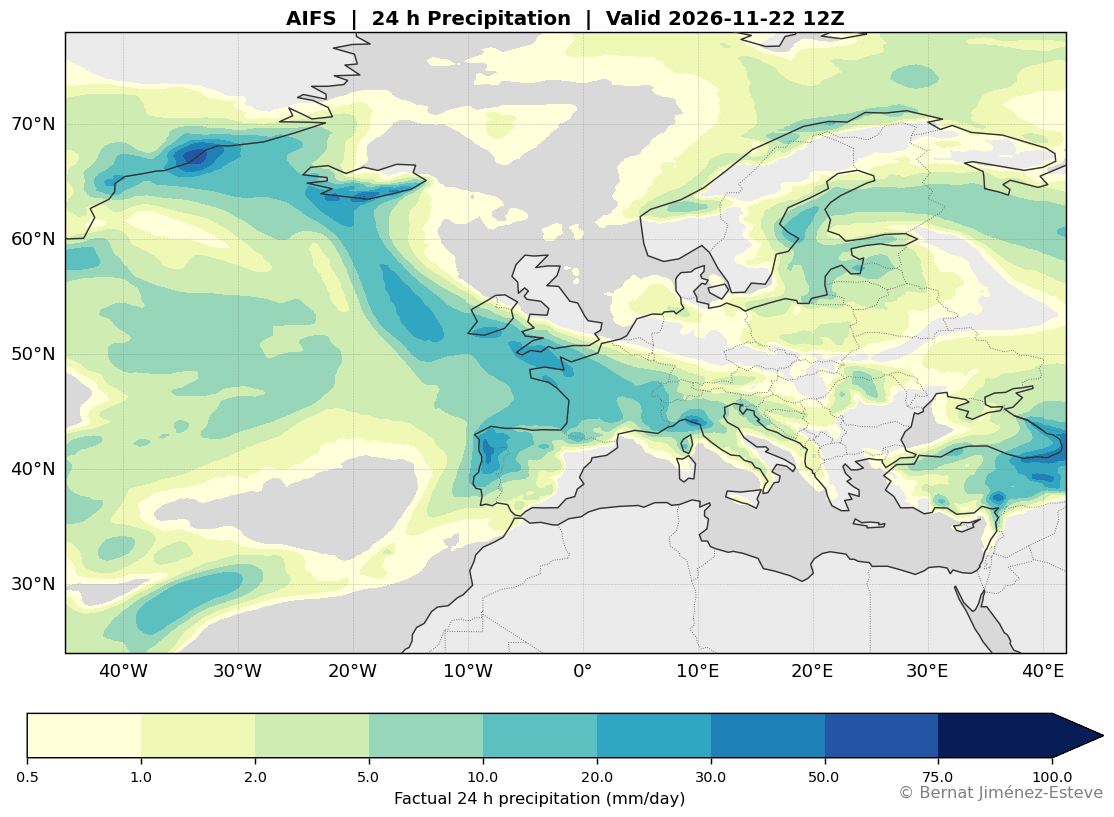 AIFS | 24 h Precipitation | Valid 2026-11-22 12Z
70°N
60°N
50°N
40°N
30°N
40°W 30°W 20°W 10°W 0° 10°E 20°E 30°E 40°E
0.5 1.0 2.0 5.0 10.0 20.0 30.0 50.0 75.0 100.0
Factual 24 h precipitation (mm/day)
© Bernat Jiménez-Esteve